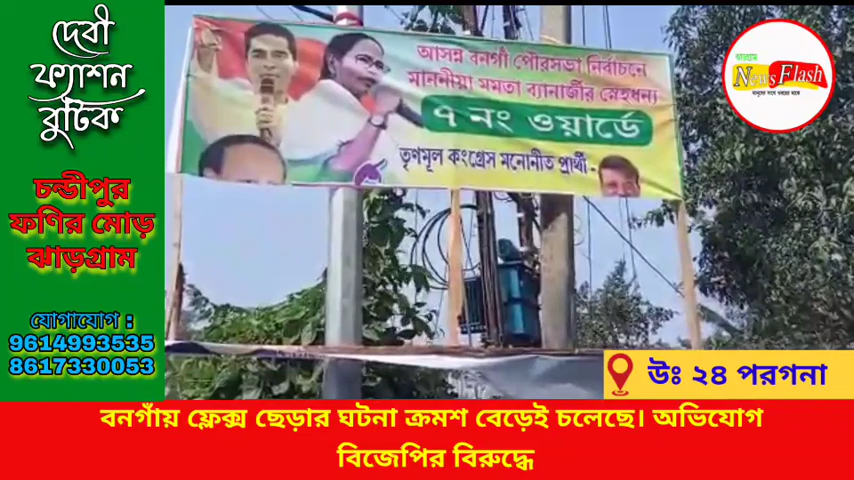 দেবী
ফ্যাশন
বুটিক
চন্ডীপুর
ফণির মোড়
ঝাড়গ্রাম
যোগাযোগ :
9614993535
8617330053
আসন্ন বনগাঁ পৌরসভা নির্বাচনে
মাননীয়া মমতা ব্যানার্জীর স্নেহধন্য
৭ নং ওয়ার্ডে
তৃণমূল কংগ্রেস মনোনীত প্রার্থী -
ঝাড়গ্রাম
News Flash
উঃ ২৪ পরগনা
বনগাঁয় ফ্লেক্স ছেড়ার ঘটনা ক্রমশ বেড়েই চলেছে। অভিযোগ
বিজেপির বিরুদ্ধে